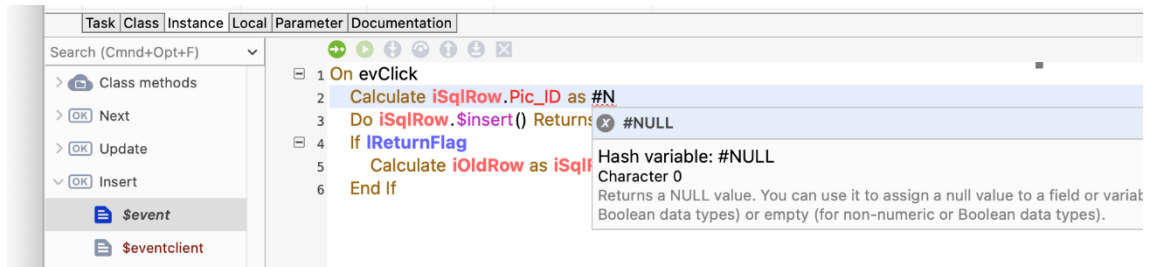 Task Class Instance Local Parameter Documentation
Search (Cmnd+Opt+F)
Class methods
OK Next
OK Update
OK Insert
$event
$eventclient
1 On evClick
2 Calculate iSqlRow.Pic_ID as #N
3 Do iSqlRow.$insert() Returns
4 If lReturnFlag
5 Calculate iOldRow as
6 End If
#NULL
Hash variable: #NULL
Character 0
Returns a NULL value. You can use it to assign a null value to a field or
Boolean data types) or empty (for non-numeric or Boolean data types).